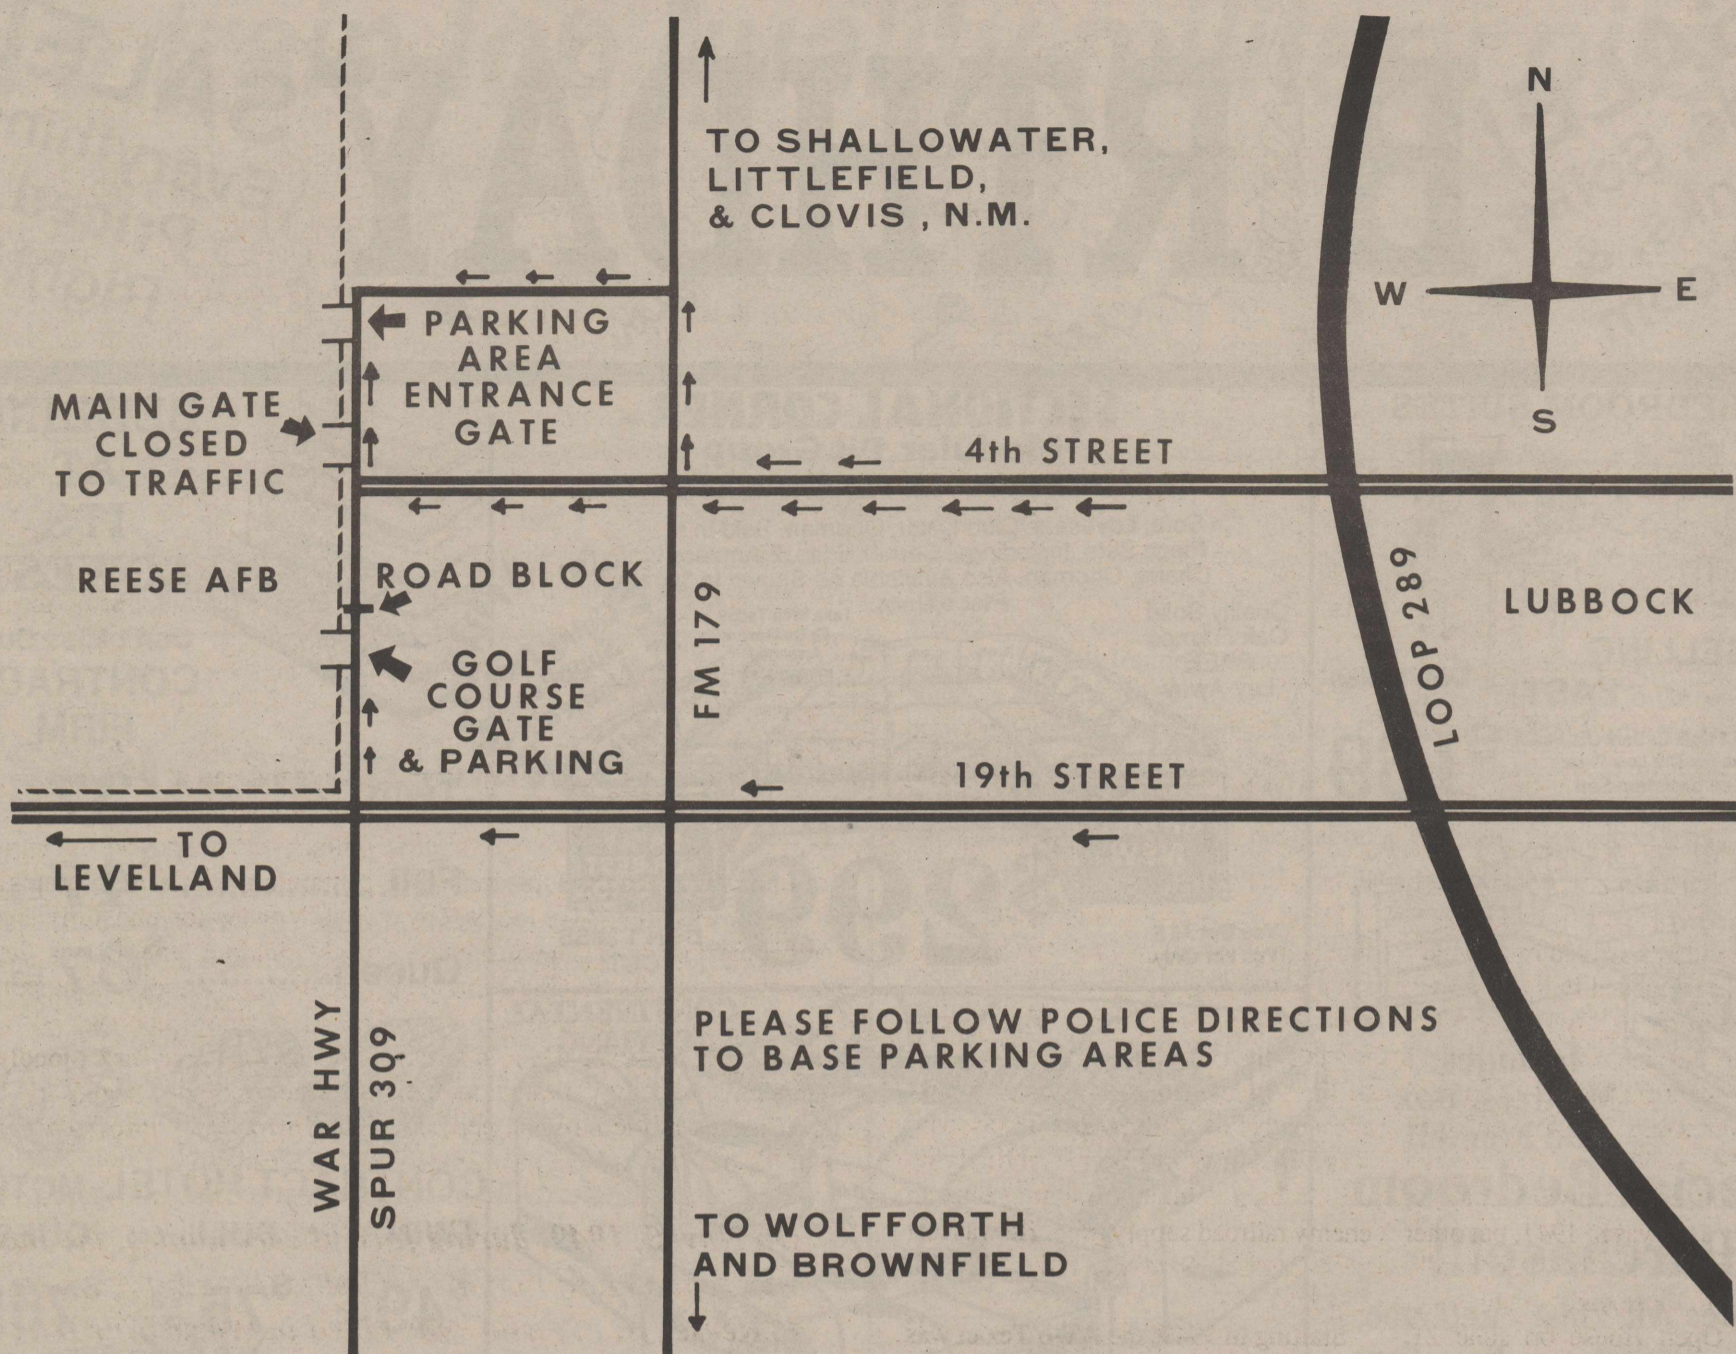 N
TO SHALLOWATER,
LITTLEFIELD,
& CLOVIS , N.M.
W
E
PARKING
AREA
ENTRANCE
GATE
MAIN GATE
CLOSED
TO TRAFFIC
S
4th STREET
REESE AFB
ROAD BLOCK
FM 179
LOOP 289
LUBBOCK
GOLF
COURSE
GATE
& PARKING
19th STREET
TO
LEVELLAND
WAR HWY
SPUR 309
PLEASE FOLLOW POLICE DIRECTIONS
TO BASE PARKING AREAS
TO WOLFFORTH
AND BROWNFIELD